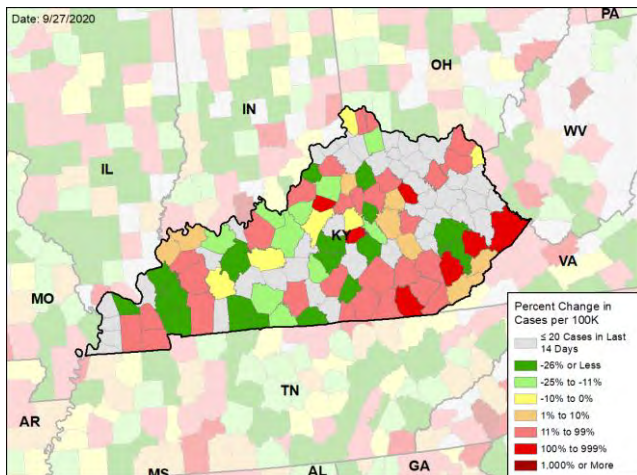 Date: 9/27/2020
PA
OH
IN
IL
WV
KY
VA
MO
TN
AR
MS
AL
GA
Percent Change in
Cases per 100K
≤ 20 Cases in Last
14 Days
-26% or Less
-25% to -11%
-10% to 0%
1% to 10%
11% to 99%
100% to 999%
1,000% or More